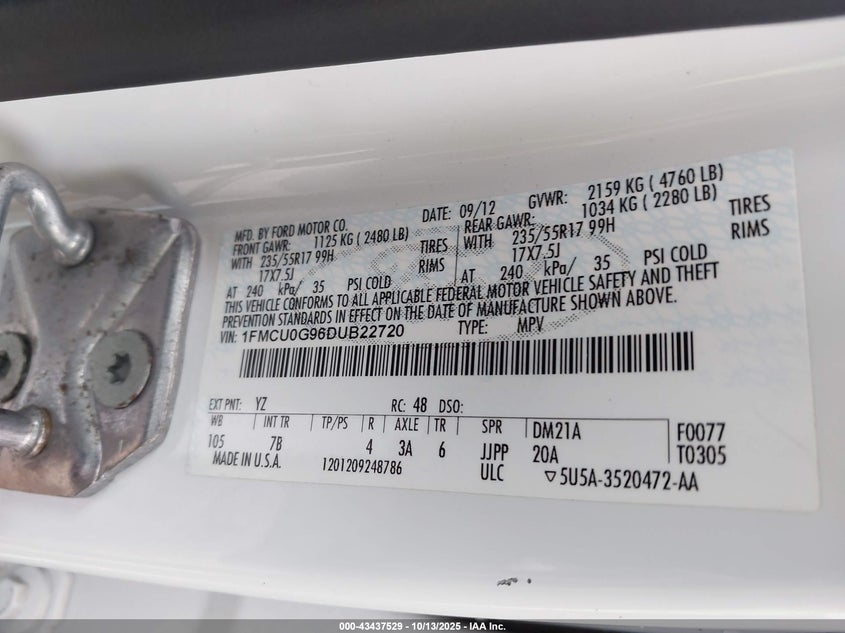 MFD. BY FORD MOTOR CO. DATE: 09/12 GVWR: 2159 KG ( 4760 LB)
FRONT GAWR: 1125 KG ( 2480 LB) REAR GAWR: 1034 KG ( 2280 LB)
WITH 235/55R17 99H TIRES WITH 235/55R17 99H TIRES
17X7.5J RIMS 17X7.5J RIMS
AT 240 kPa/ 35 PSI COLD AT 240 kPa/ 35 PSI COLD
THIS VEHICLE CONFORMS TO ALL APPLICABLE FEDERAL MOTOR VEHICLE SAFETY AND THEFT
PREVENTION STANDARDS IN EFFECT ON THE DATE OF MANUFACTURE SHOWN ABOVE.
VIN: 1FMCU0G96DUB22720 TYPE: MPV
EXT PNT: YZ RC: 48 DSO:
WB INT TR TP/PS R AXLE TR SPR DM21A F0077
105 7B 4 3A 6 JJPP 20A T0305
MADE IN U.S.A. 1201209248786 ULC ▽5U5A-3520472-AA
000-43437529 - 10/13/2025 - IAA Inc.